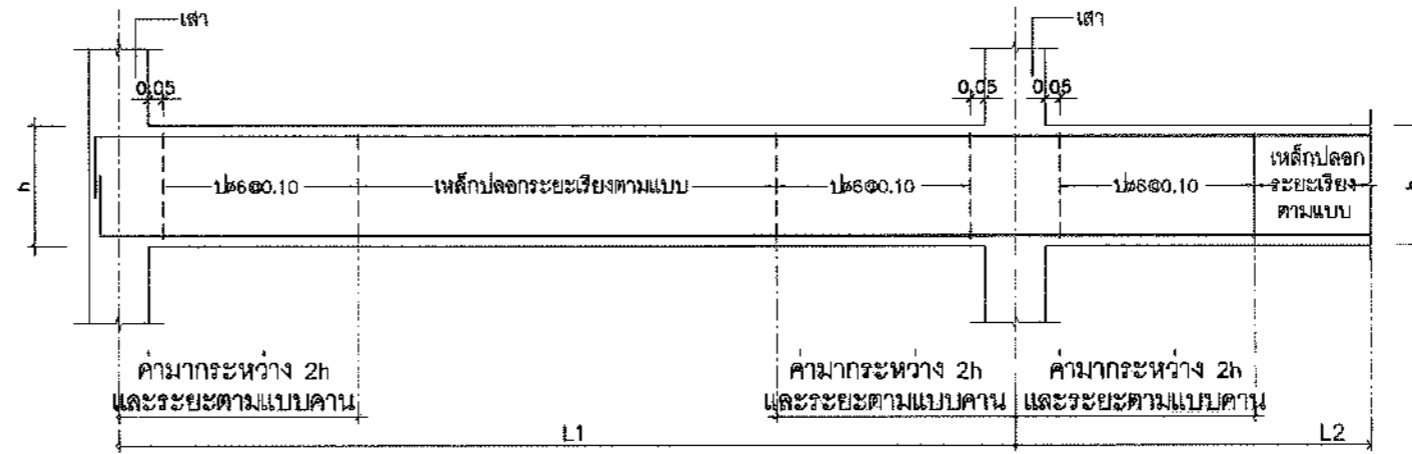 เสา
เสา
0.05
0.05
0.05
h
ปø6@0.10
เหล็กปลอกระยะเรียงตามแบบ
ปø6@0.10
ปø6@0.10
เหล็กปลอก
ระยะเรียง
ตามแบบ
ค่ามากระหว่าง 2h
และระยะตามแบบคาน
ค่ามากระหว่าง 2h
และระยะตามแบบคาน
ค่ามากระหว่าง 2h
และระยะตามแบบคาน
L1
L2